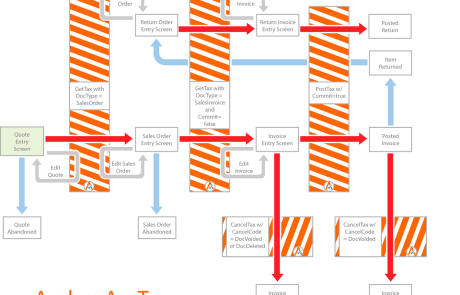 Order
Invoice
Return Order
Entry Screen
Return Invoice
Entry Screen
Posted
Return
Item
Returned
GetTax with
DocType =
SalesOrder
GetTax with
DocType =
SalesInvoice
and
Commit=
false
PostTax w/
Commit=true
Quote
Entry
Screen
Sales Order
Entry Screen
Invoice
Entry
Screen
Posted
Invoice
Edit
Quote
Edit Sales
Order
Edit
Invoice
A
A
A
Quote
Abandoned
Sales Order
Abandoned
CancelTax w/
CancelCode
= DocVoided
or DocDeleted
A
CancelTax w/
CancelCode
= DocVoided
A
Invoice
Invoice